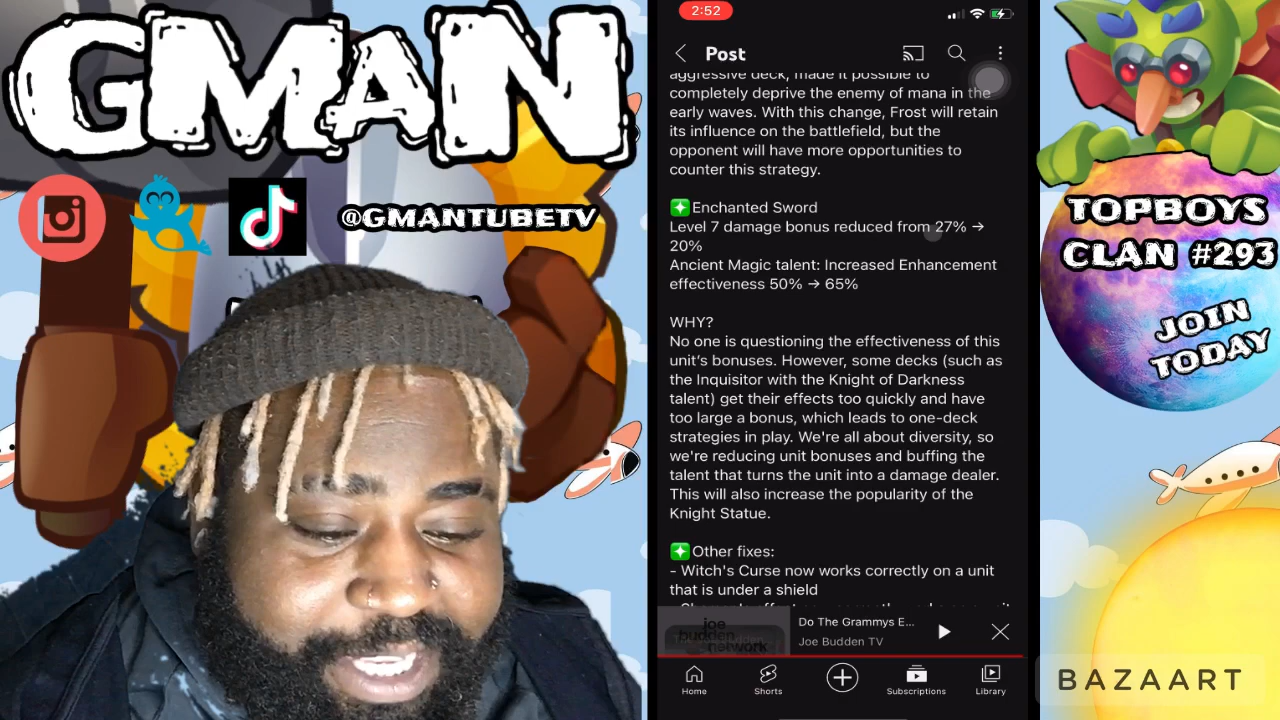 GMAN
@GMANTUBETV
2:52
Post
aggressive deck, made it possible to
completely deprive the enemy of mana in the
early waves. With this change, Frost will retain
its influence on the battlefield, but the
opponent will have more opportunities to
counter this strategy.
Enchanted Sword
Level 7 damage bonus reduced from 27% →
20%
Ancient Magic talent: Increased Enhancement
effectiveness 50% → 65%
WHY?
No one is questioning the effectiveness of this
unit's bonuses. However, some decks (such as
the Inquisitor with the Knight of Darkness
talent) get their effects too quickly and have
too large a bonus, which leads to one-deck
strategies in play. We're all about diversity, so
we're reducing unit bonuses and buffing the
talent that turns the unit into a damage dealer.
This will also increase the popularity of the
Knight Statue.
Other fixes:
- Witch's Curse now works correctly on a unit
that is under a shield
joe
budden
network
Do The Grammys E...
Joe Budden TV
Home
Shorts
Subscriptions
Library
TOPBOYS
CLAN #293
JOIN
TODAY
BAZAART